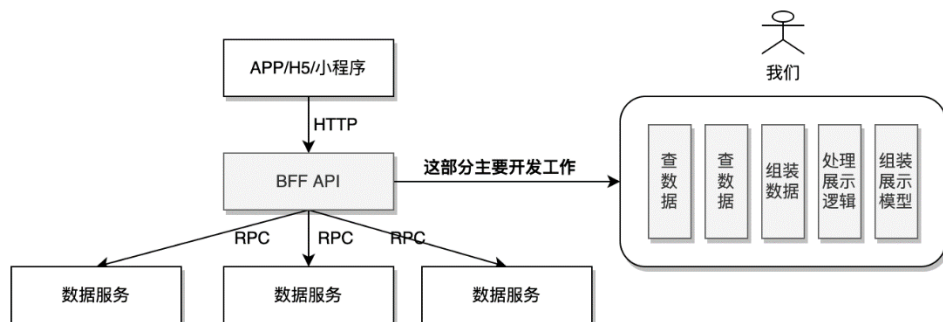 APP/H5/小程序
我们
HTTP
BFF API
这部分主要开发工作
查
数
据
查
数
据
组装
数据
处理
展示
逻辑
组装
展示
模型
RPC
RPC
RPC
数据服务
数据服务
数据服务